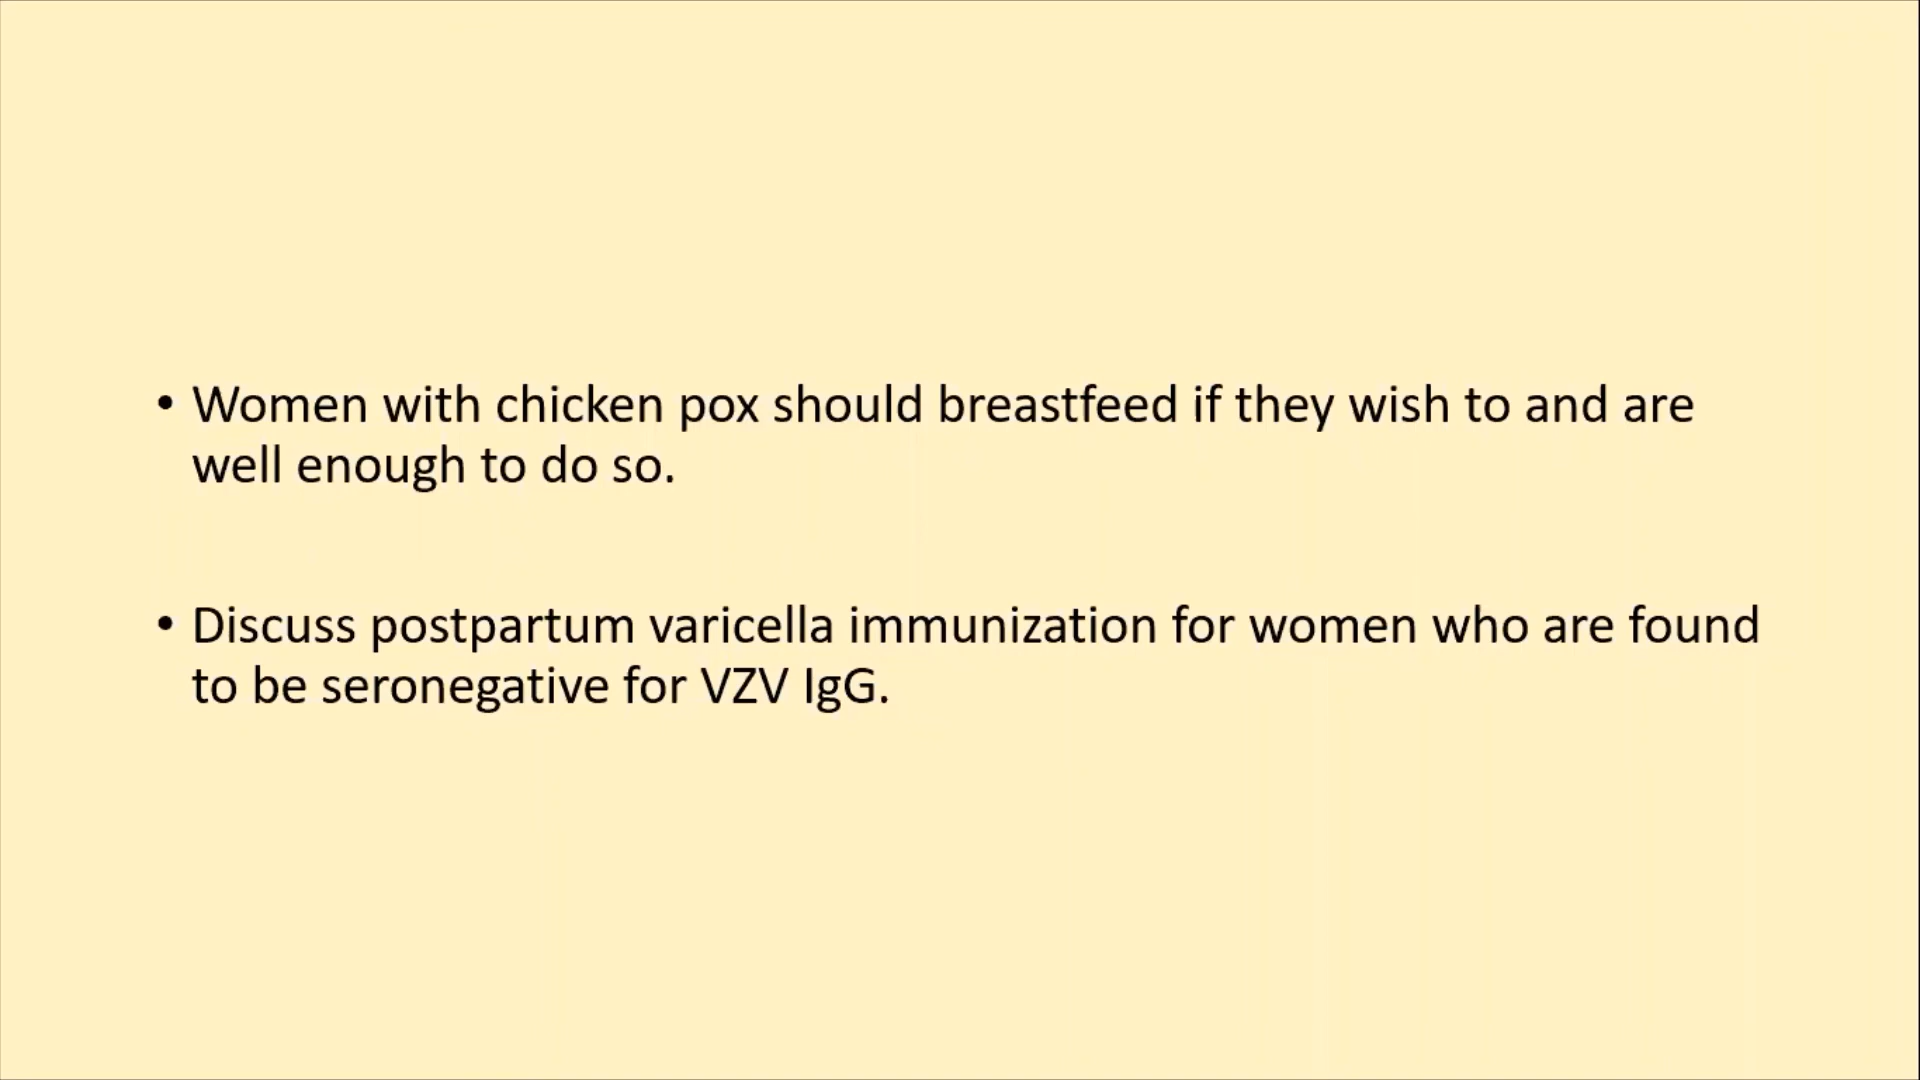 • Women with chicken pox should breastfeed if they wish to and are
well enough to do so.
• Discuss postpartum varicella immunization for women who are found
to be seronegative for VZV IgG.